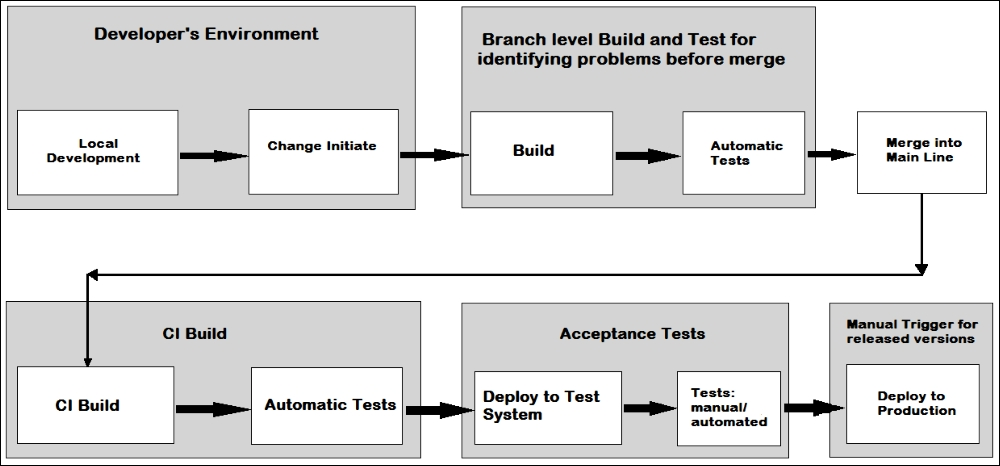 Developer's Environment
Branch level Build and Test for
identifying problems before merge
Local
Development
Change Initiate
Build
Automatic
Tests
Merge into
Main Line
CI Build
Acceptance Tests
Manual Trigger for
released versions
CI Build
Automatic Tests
Deploy to Test
System
Tests:
manual/
automated
Deploy to
Production